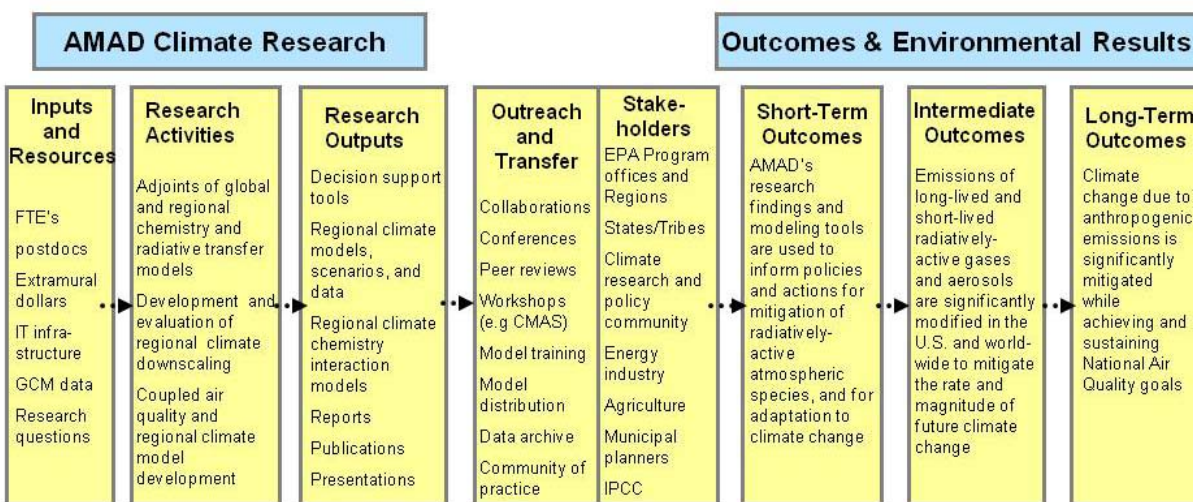 AMAD Climate Research
Outcomes & Environmental Results
Inputs
and
Resources
FTE's
postdocs
Extramural
dollars
IT infra-
structure
GCM data
Research
questions
Research
Activities
Adjoints of global
and regional
chemistry and
radiative transfer
models
Development and
evaluation of
regional climate
downscaling
Coupled air
quality and
regional climate
model
development
Research
Outputs
Decision support
tools
Regional climate
models,
scenarios, and
data
Regional climate
chemistry
interaction
models
Reports
Publications
Presentations
Outreach
and
Transfer
Collaborations
Conferences
Peer reviews
Workshops
(e.g CMAS)
Model training
Model
distribution
Data archive
Community of
practice
Stake-
holders
EPA Program
offices and
Regions
States/Tribes
Climate
research and
policy
community
Energy
industry
Agriculture
Municipal
planners
IPCC
Short-Term
Outcomes
AMAD's
research
findings and
modeling tools
are used to
inform policies
and actions for
mitigation of
radiatively-
active
atmospheric
species, and for
adaptation to
climate change
Intermediate
Outcomes
Emissions of
long-lived and
short-lived
radiatively-
active gases
and aerosols
are significantly
modified in the
U.S. and world-
wide to mitigate
the rate and
magnitude of
future climate
change
Long-Term
Outcomes
Climate
change due to
anthropogenic
emissions is
significantly
mitigated
while
achieving and
sustaining
National Air
Quality goals